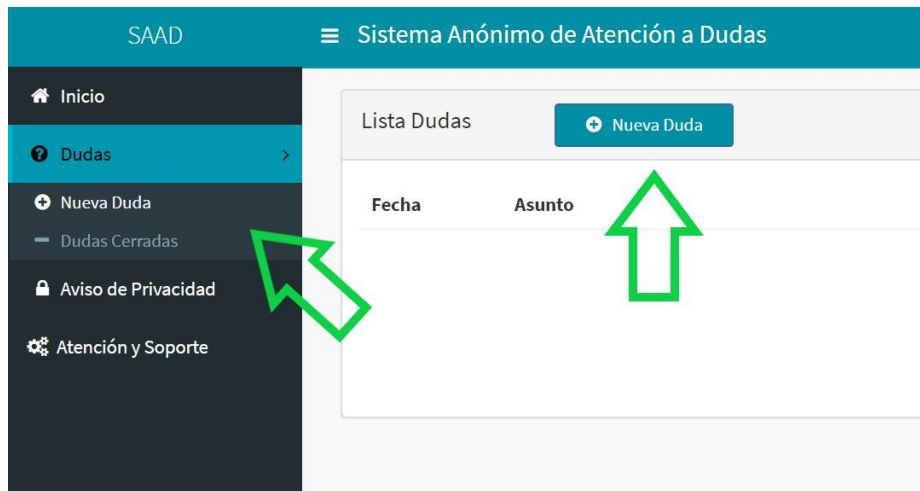 SAAD
Sistema Anónimo de Atención a Dudas
Inicio
Dudas
Nueva Duda
Dudas Cerradas
Aviso de Privacidad
Atención y Soporte
Lista Dudas
Nueva Duda
Fecha Asunto